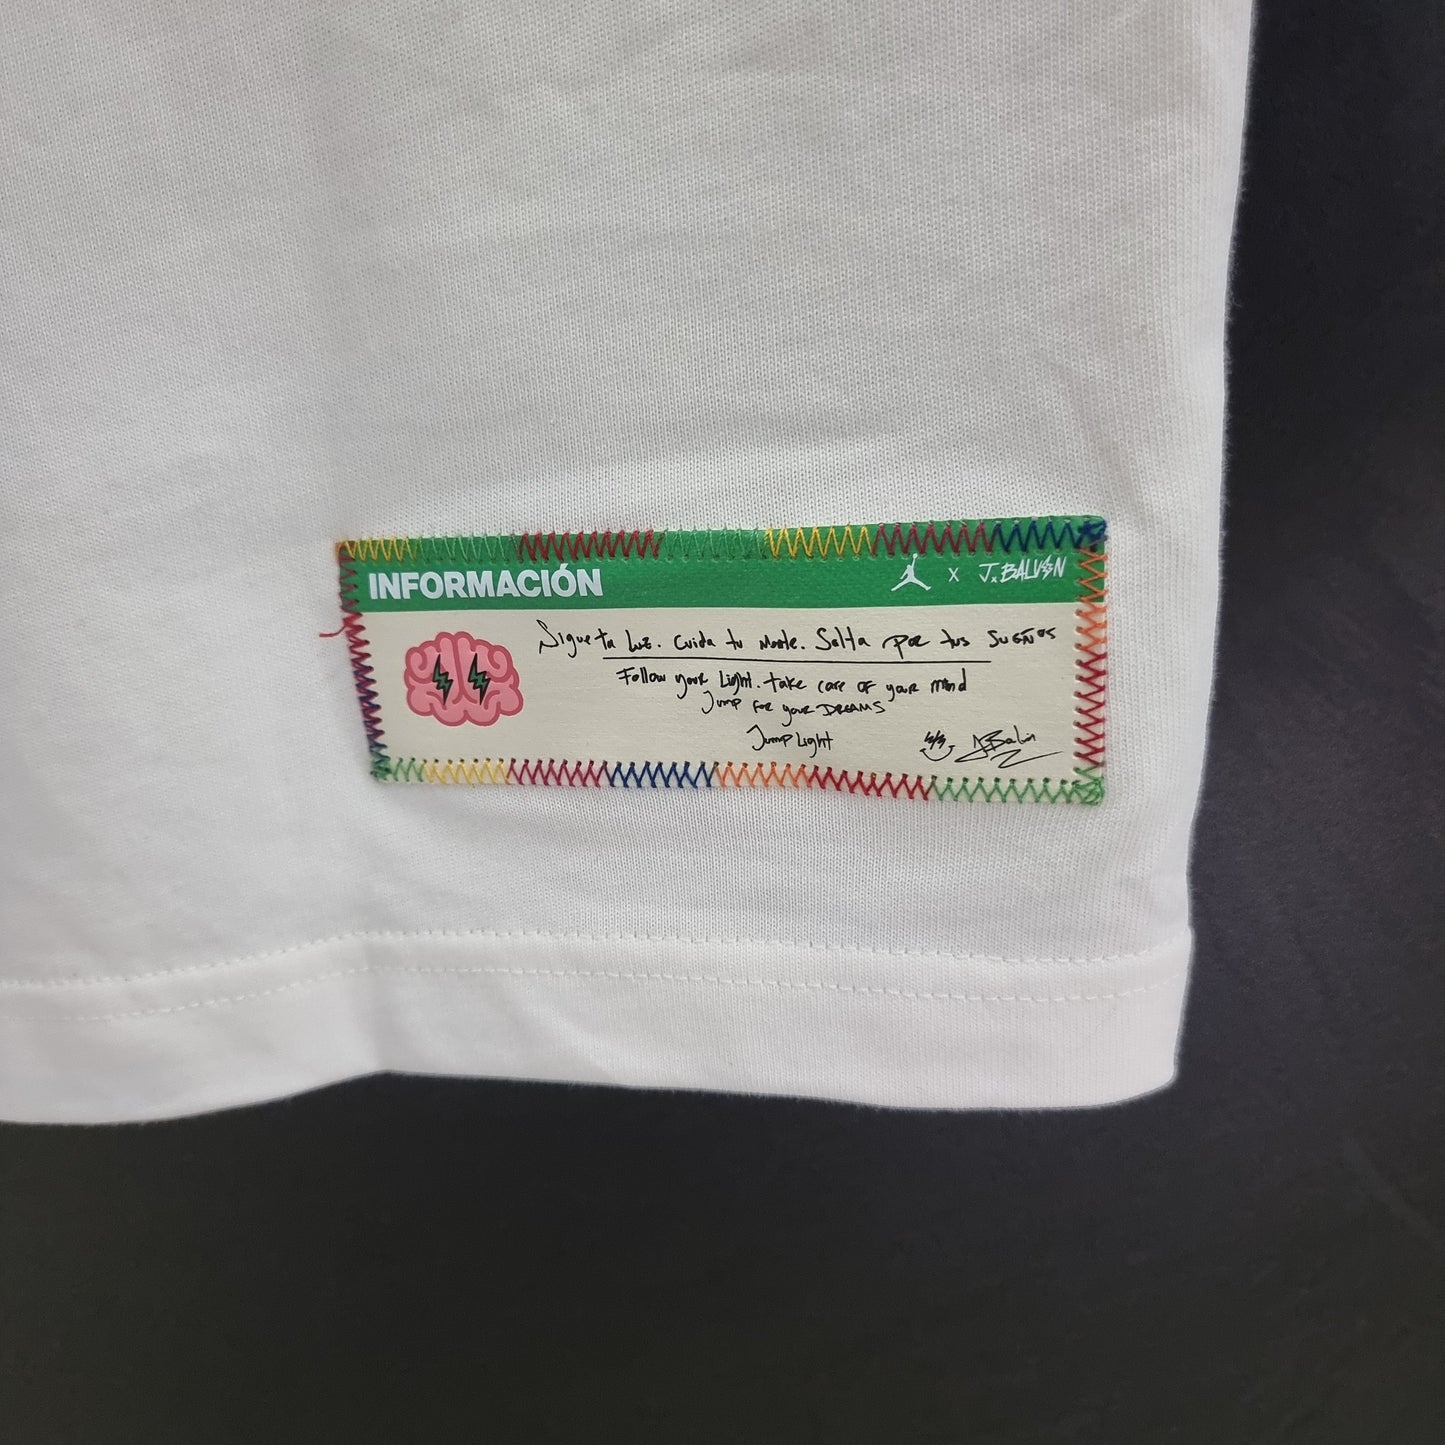 INFORMACIÓN
X J.BALVIN
Sigue tu Luz. Cuida tu Mente. Salta por tus SUEÑOS
Follow your Light. take care of your mind
Jump for your DREAMS
Jump Light
JBalvin